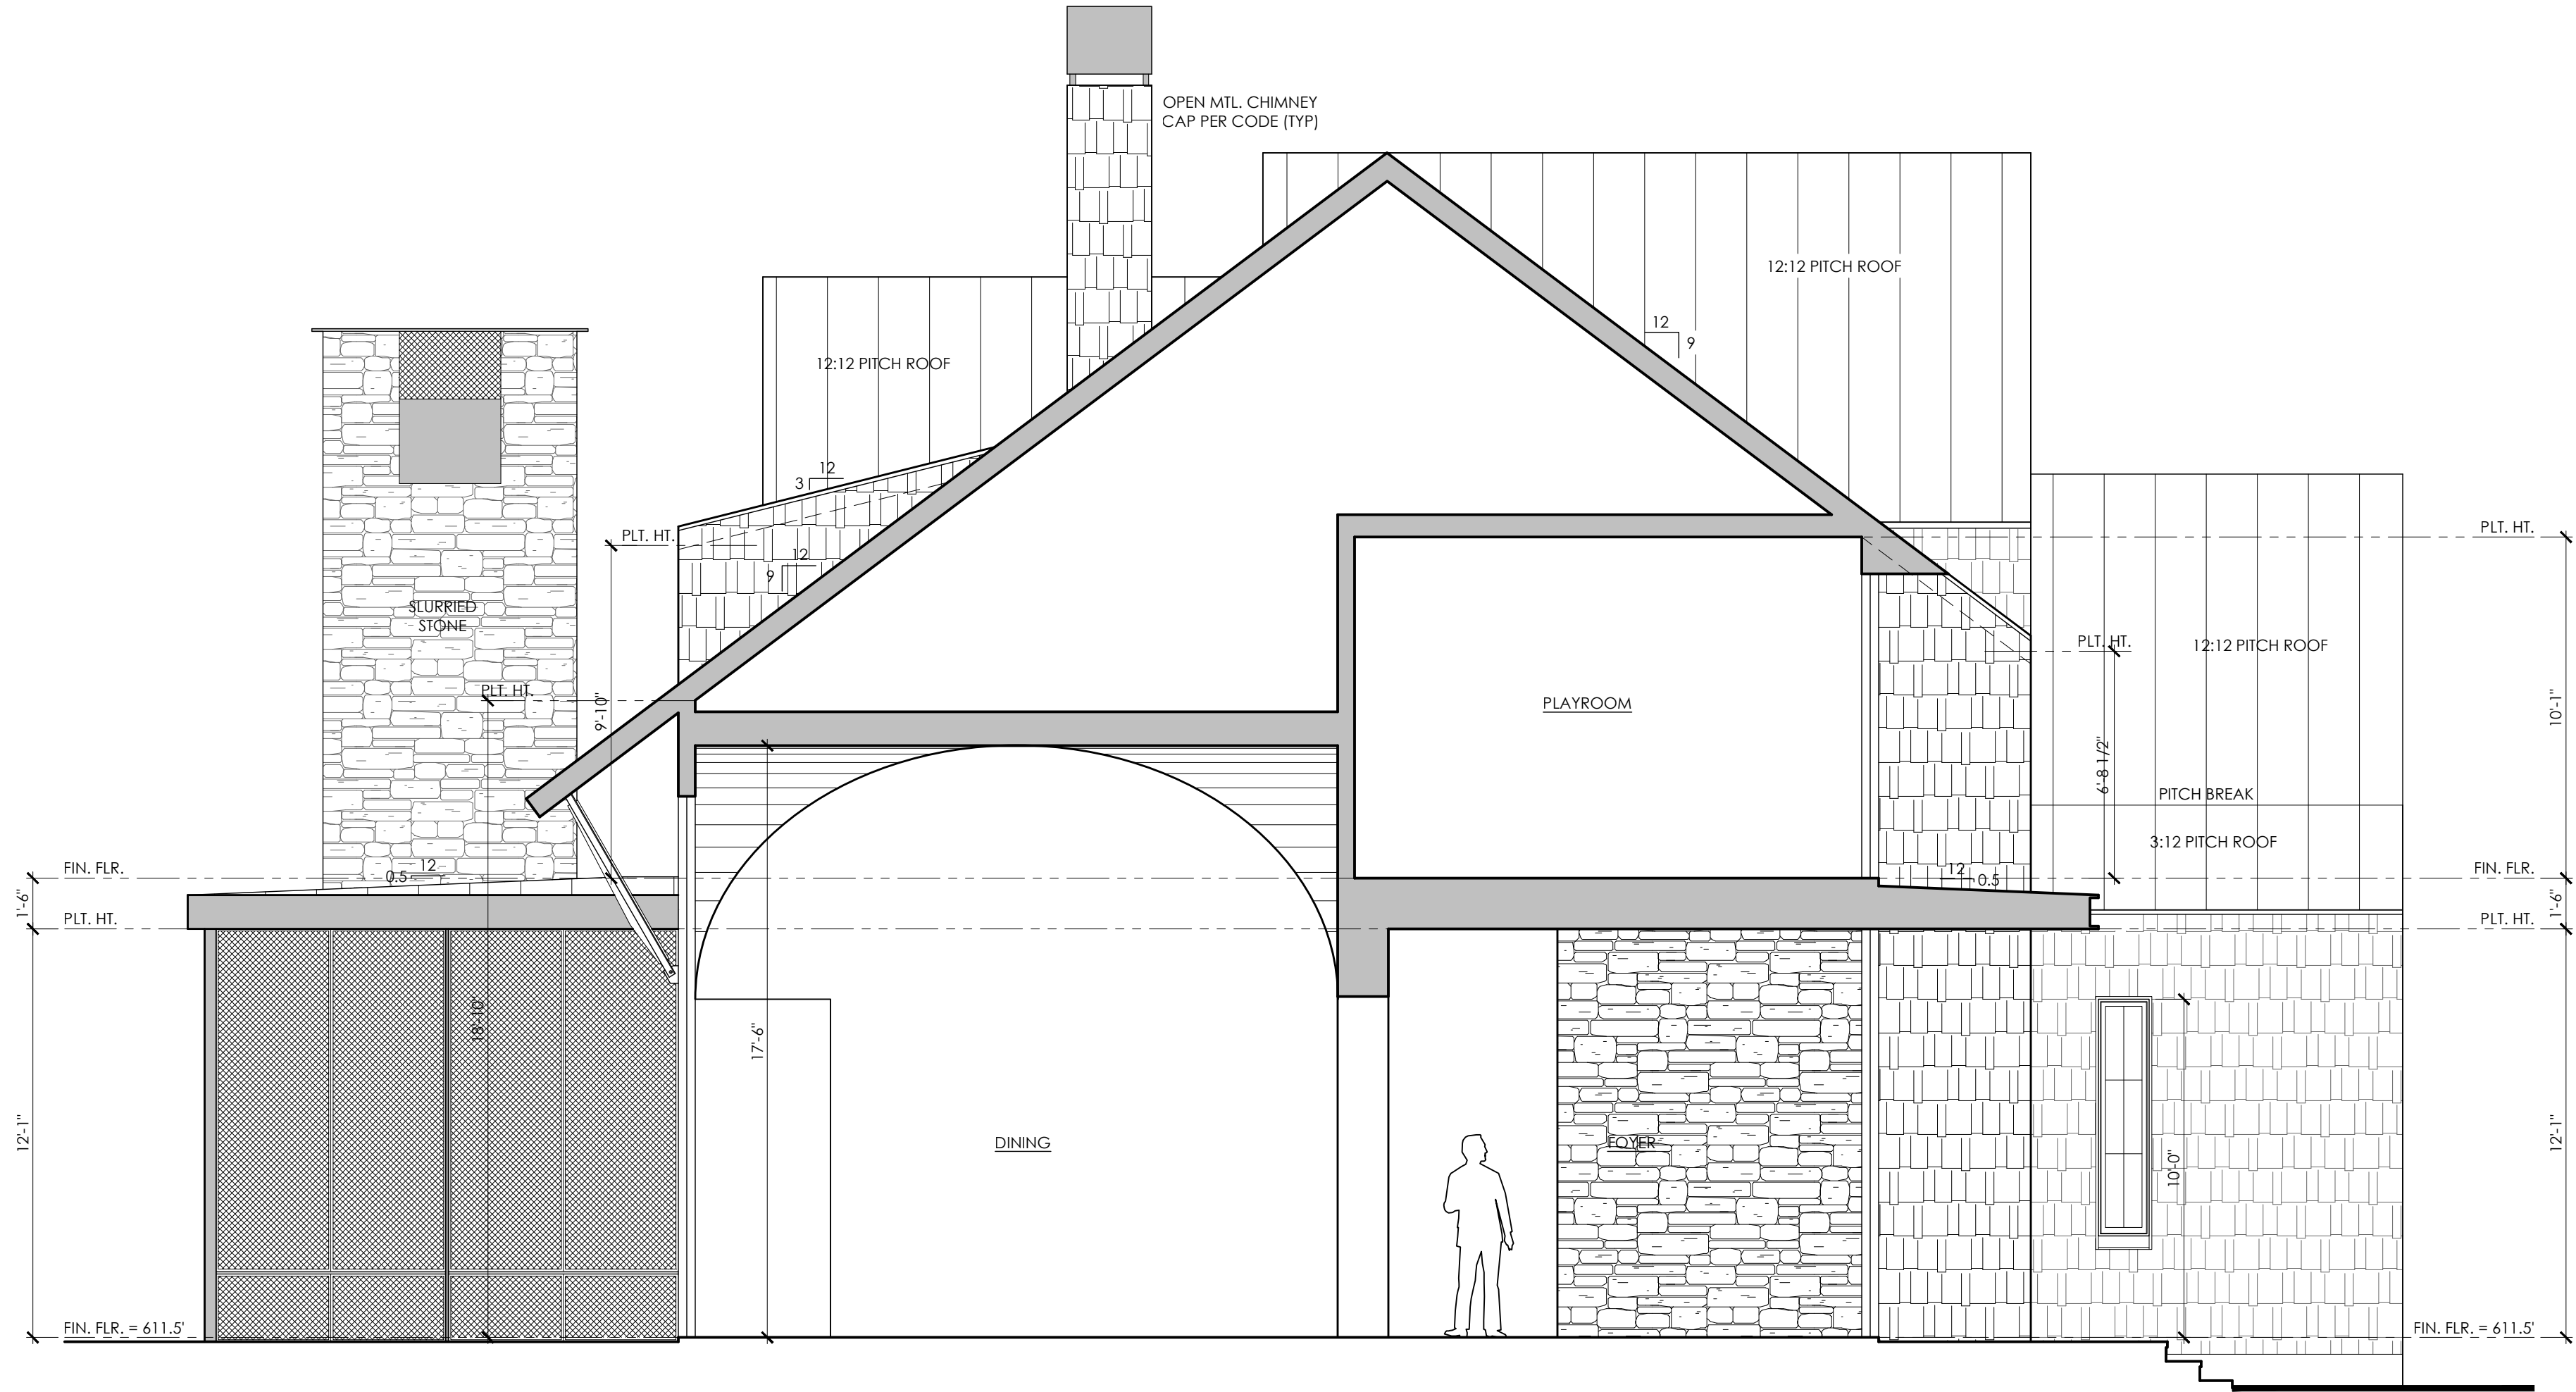 OPEN MTL. CHIMNEY
CAP PER CODE (TYP)
12:12 PITCH ROOF
12
9
12:12 PITCH ROOF
12
3
PLT. HT.
PLT. HT.
12
9
SLURRIED
STONE
PLT. HT.
12:12 PITCH ROOF
PLT. HT.
9'-10"
PLAYROOM
10'-1"
6'-8 1/2"
PITCH BREAK
3:12 PITCH ROOF
FIN. FLR.
12
0.5
12
0.5
FIN. FLR.
1'-6"
1'-6"
PLT. HT.
PLT. HT.
18'-10"
17'-6"
12'-1"
DINING
FOYER
10'-0"
12'-1"
FIN. FLR. = 611.5'
FIN. FLR. = 611.5'